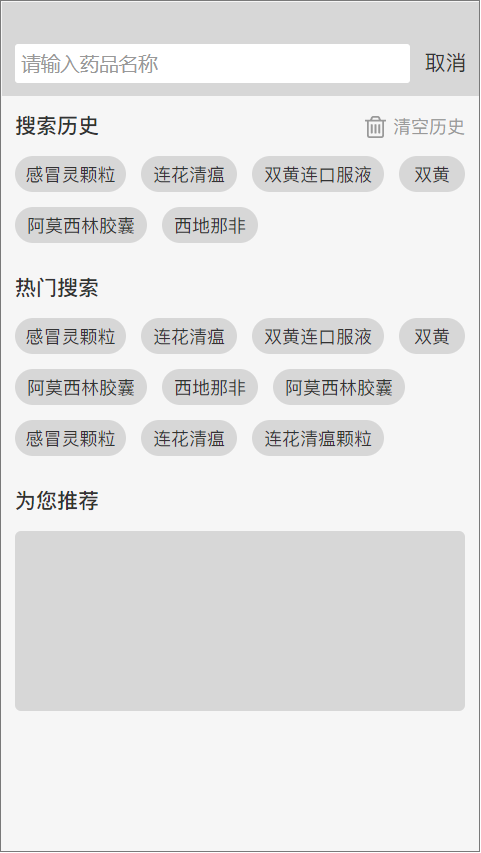 请输入药品名称 取消
搜索历史 清空历史
感冒灵颗粒 连花清瘟 双黄连口服液 双黄
阿莫西林胶囊 西地那非
热门搜索
感冒灵颗粒 连花清瘟 双黄连口服液 双黄
阿莫西林胶囊 西地那非 阿莫西林胶囊
感冒灵颗粒 连花清瘟 连花清瘟颗粒
为您推荐